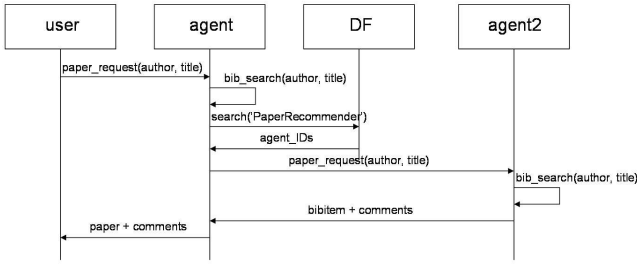 user
agent
DF
agent2
paper_request(author, title)
bib_search(author, title)
search('PaperRecommender')
agent_IDs
paper_request(author, title)
bib_search(author, title)
bibitem + comments
paper + comments